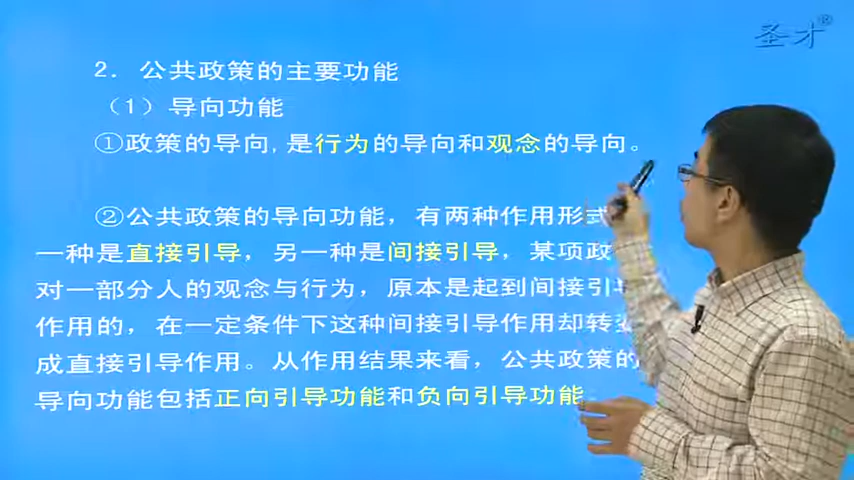 圣才®
2. 公共政策的主要功能
（1）导向功能
①政策的导向,是行为的导向和观念的导向。
②公共政策的导向功能，有两种作用形式
一种是直接引导，另一种是间接引导，某项政
对一部分人的观念与行为，原本是起到间接引
作用的，在一定条件下这种间接引导作用却转变
成直接引导作用。从作用结果来看，公共政策的
导向功能包括正向引导功能和负向引导功能